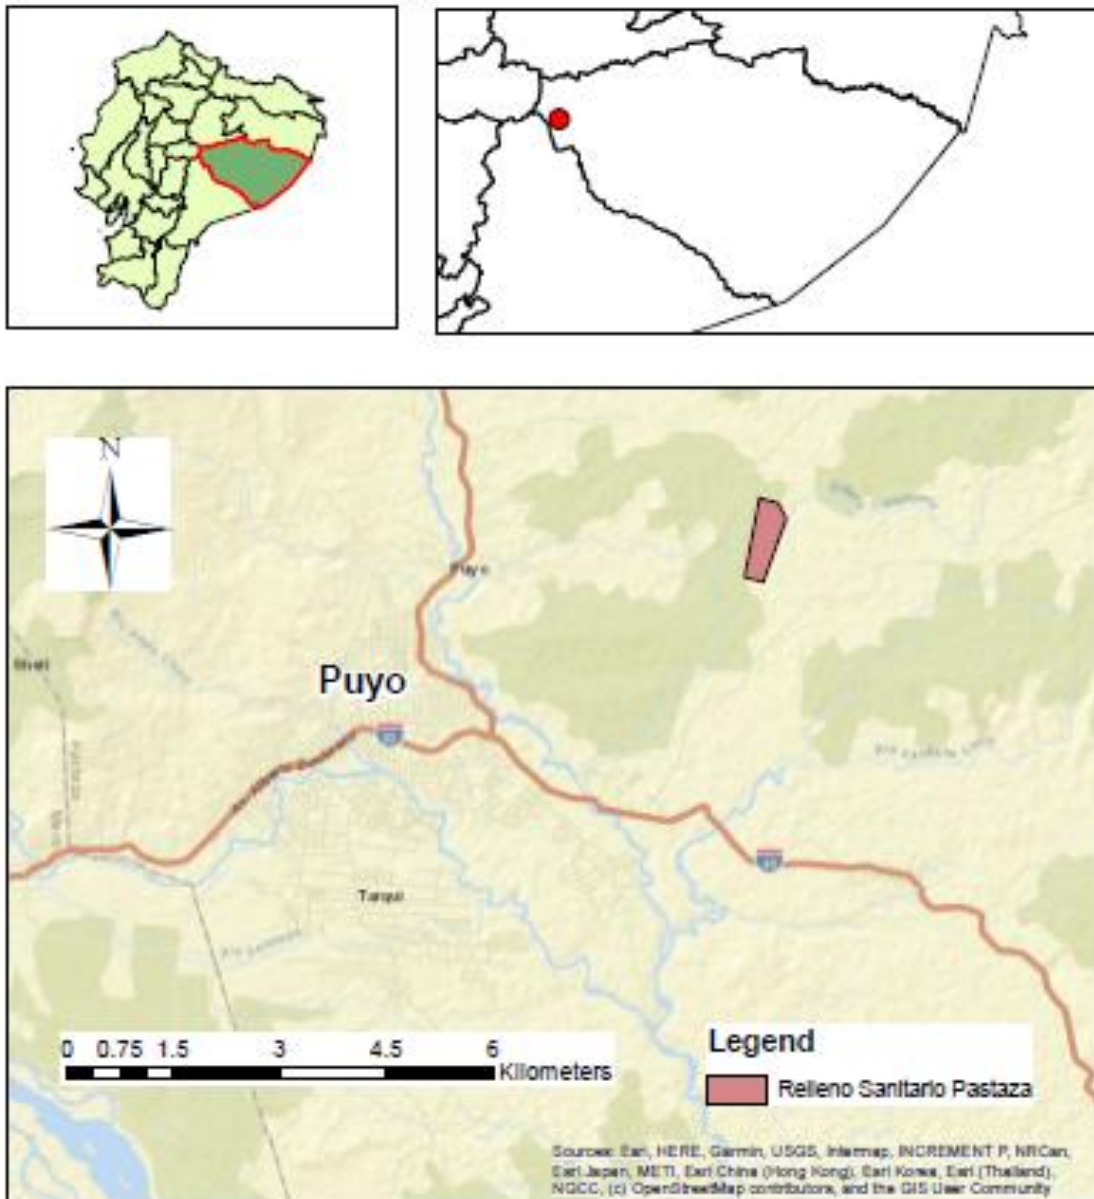 N
Puyo
Puyo
Tarqui
0 0.75 1.5 3 4.5 6
Kilometers
Legend
Relleno Sanitario Pastaza
Sources: Esri, HERE, Garmin, USGS, Intermap, INCREMENT P, NRCan,
Esri Japan, METI, Esri China (Hong Kong), Esri Korea, Esri (Thailand),
NGCC, (c) OpenStreetMap contributors, and the GIS User Community